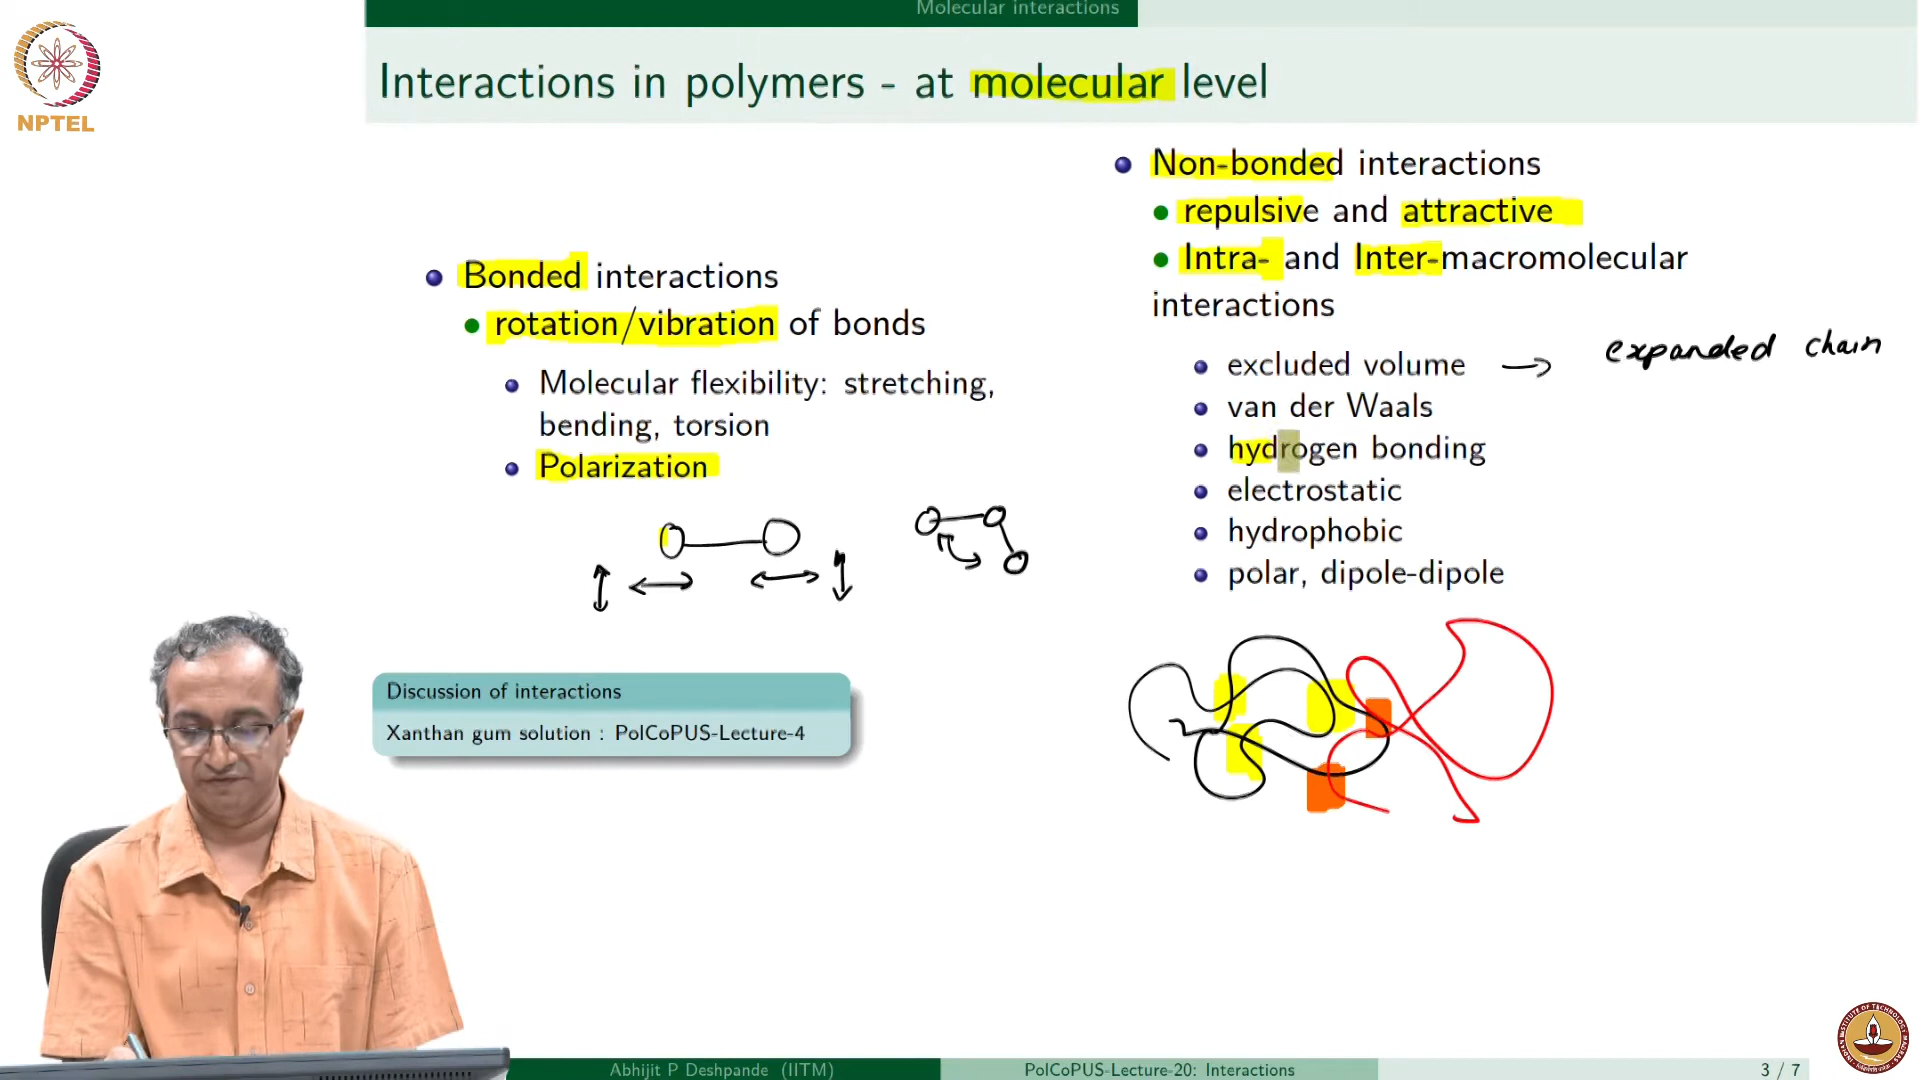 Molecular interactions
NPTEL
Interactions in polymers - at molecular level
Bonded interactions
rotation/vibration of bonds
Molecular flexibility: stretching,
bending, torsion
Polarization
Non-bonded interactions
repulsive and attractive
Intra- and Inter-macromolecular
interactions
excluded volume → expanded chain
van der Waals
hydrogen bonding
electrostatic
hydrophobic
polar, dipole-dipole
Discussion of interactions
Xanthan gum solution : PolCoPUS-Lecture-4
Abhijit P Deshpande (IITM)
PolCoPUS-Lecture-20: Interactions
3 / 7